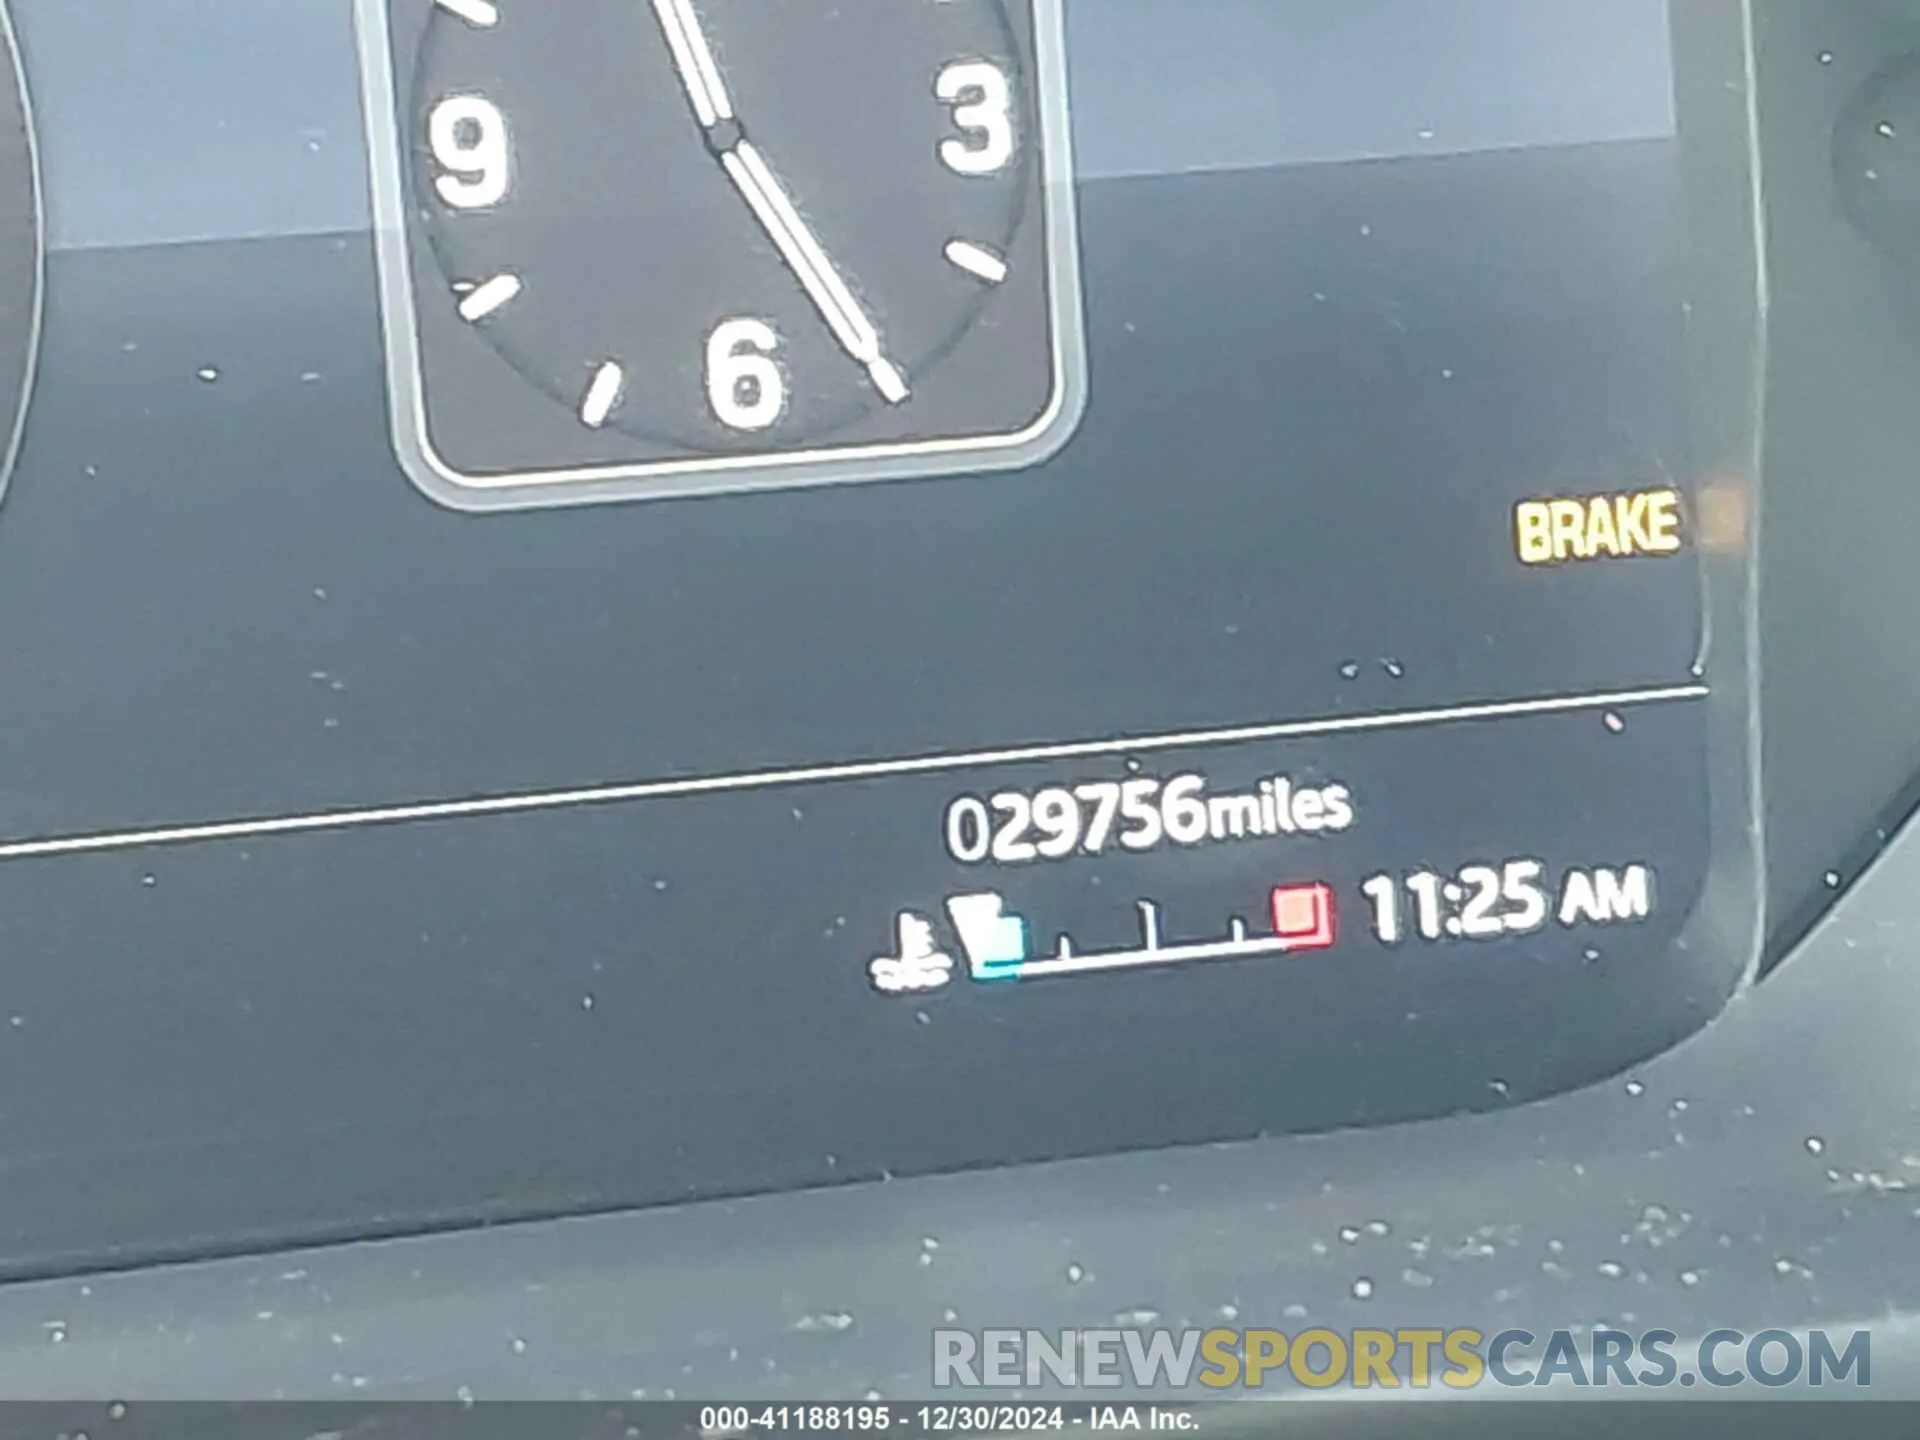 9 3
6
BRAKE
029756miles
11:25 AM
RENEWSPORTSCARS.COM
000-41188195 - 12/30/2024 - IAA Inc.